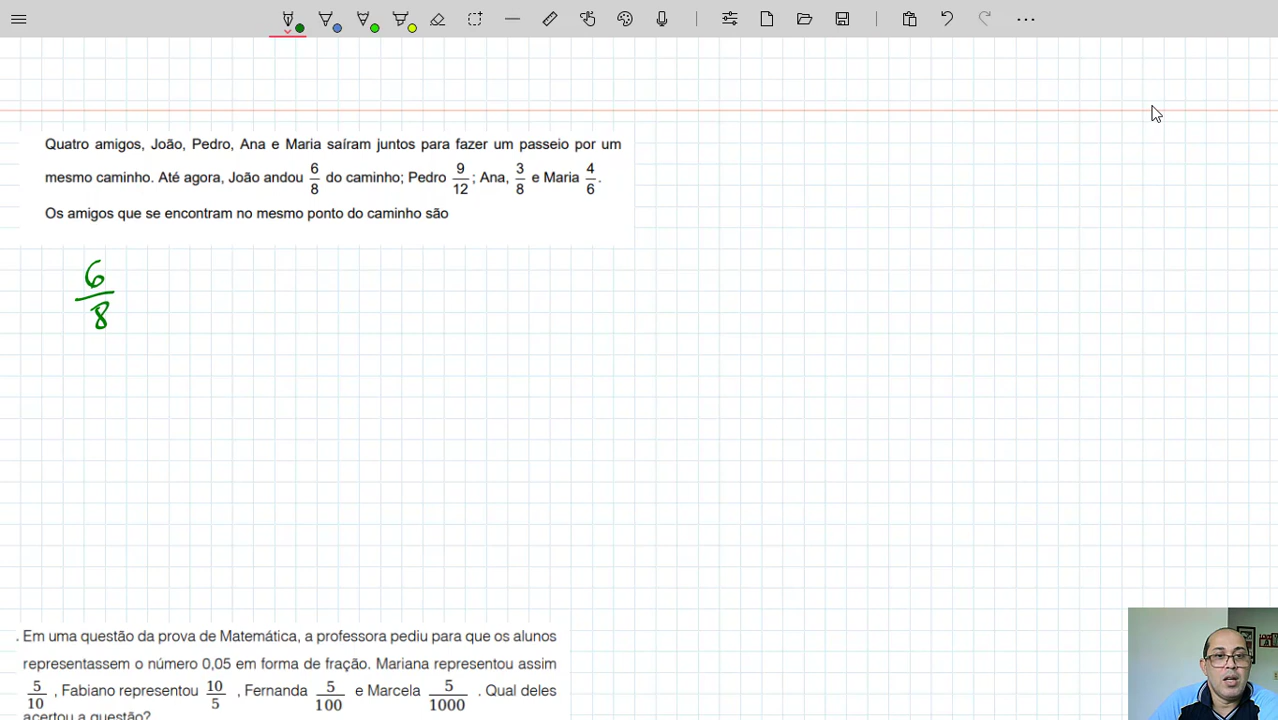 Quatro amigos, João, Pedro, Ana e Maria saíram juntos para fazer um passeio por um
mesmo caminho. Até agora, João andou 6/8 do caminho; Pedro 9/12; Ana, 3/8 e Maria 4/6.
Os amigos que se encontram no mesmo ponto do caminho são
6/8
. Em uma questão da prova de Matemática, a professora pediu para que os alunos
representassem o número 0,05 em forma de fração. Mariana representou assim
5/10 , Fabiano representou 10/5 , Fernanda 5/100 e Marcela 5/1000 . Qual deles
acertou a questão?